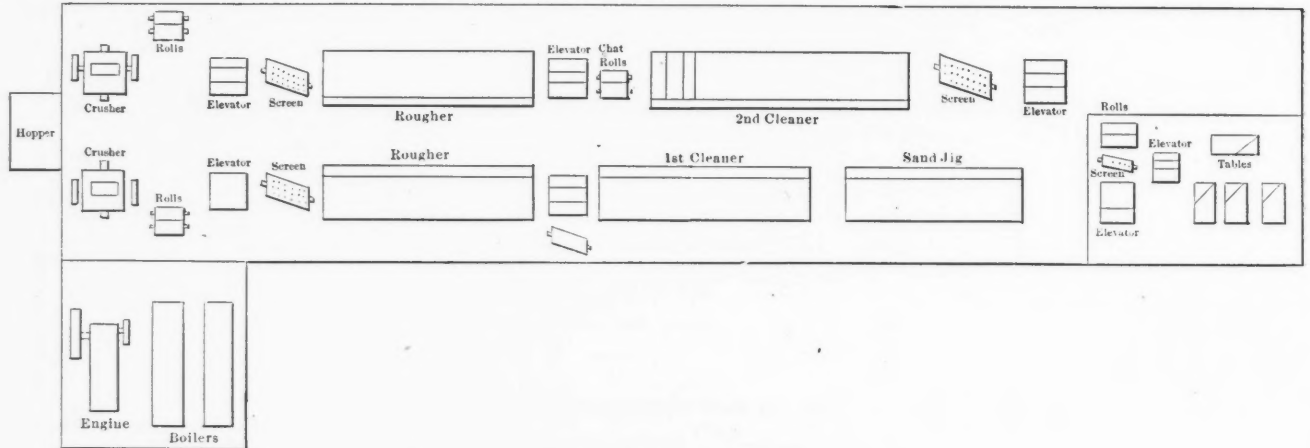 Rolls
Crusher
Elevator
Screen
Rougher
Elevator
Chat
Rolls
2nd Cleaner
Screen
Elevator
Hopper
Crusher
Rolls
Elevator
Screen
Rougher
1st Cleaner
Sand Jig
Rolls
Screen
Elevator
Elevator
Tables
Engine
Boilers